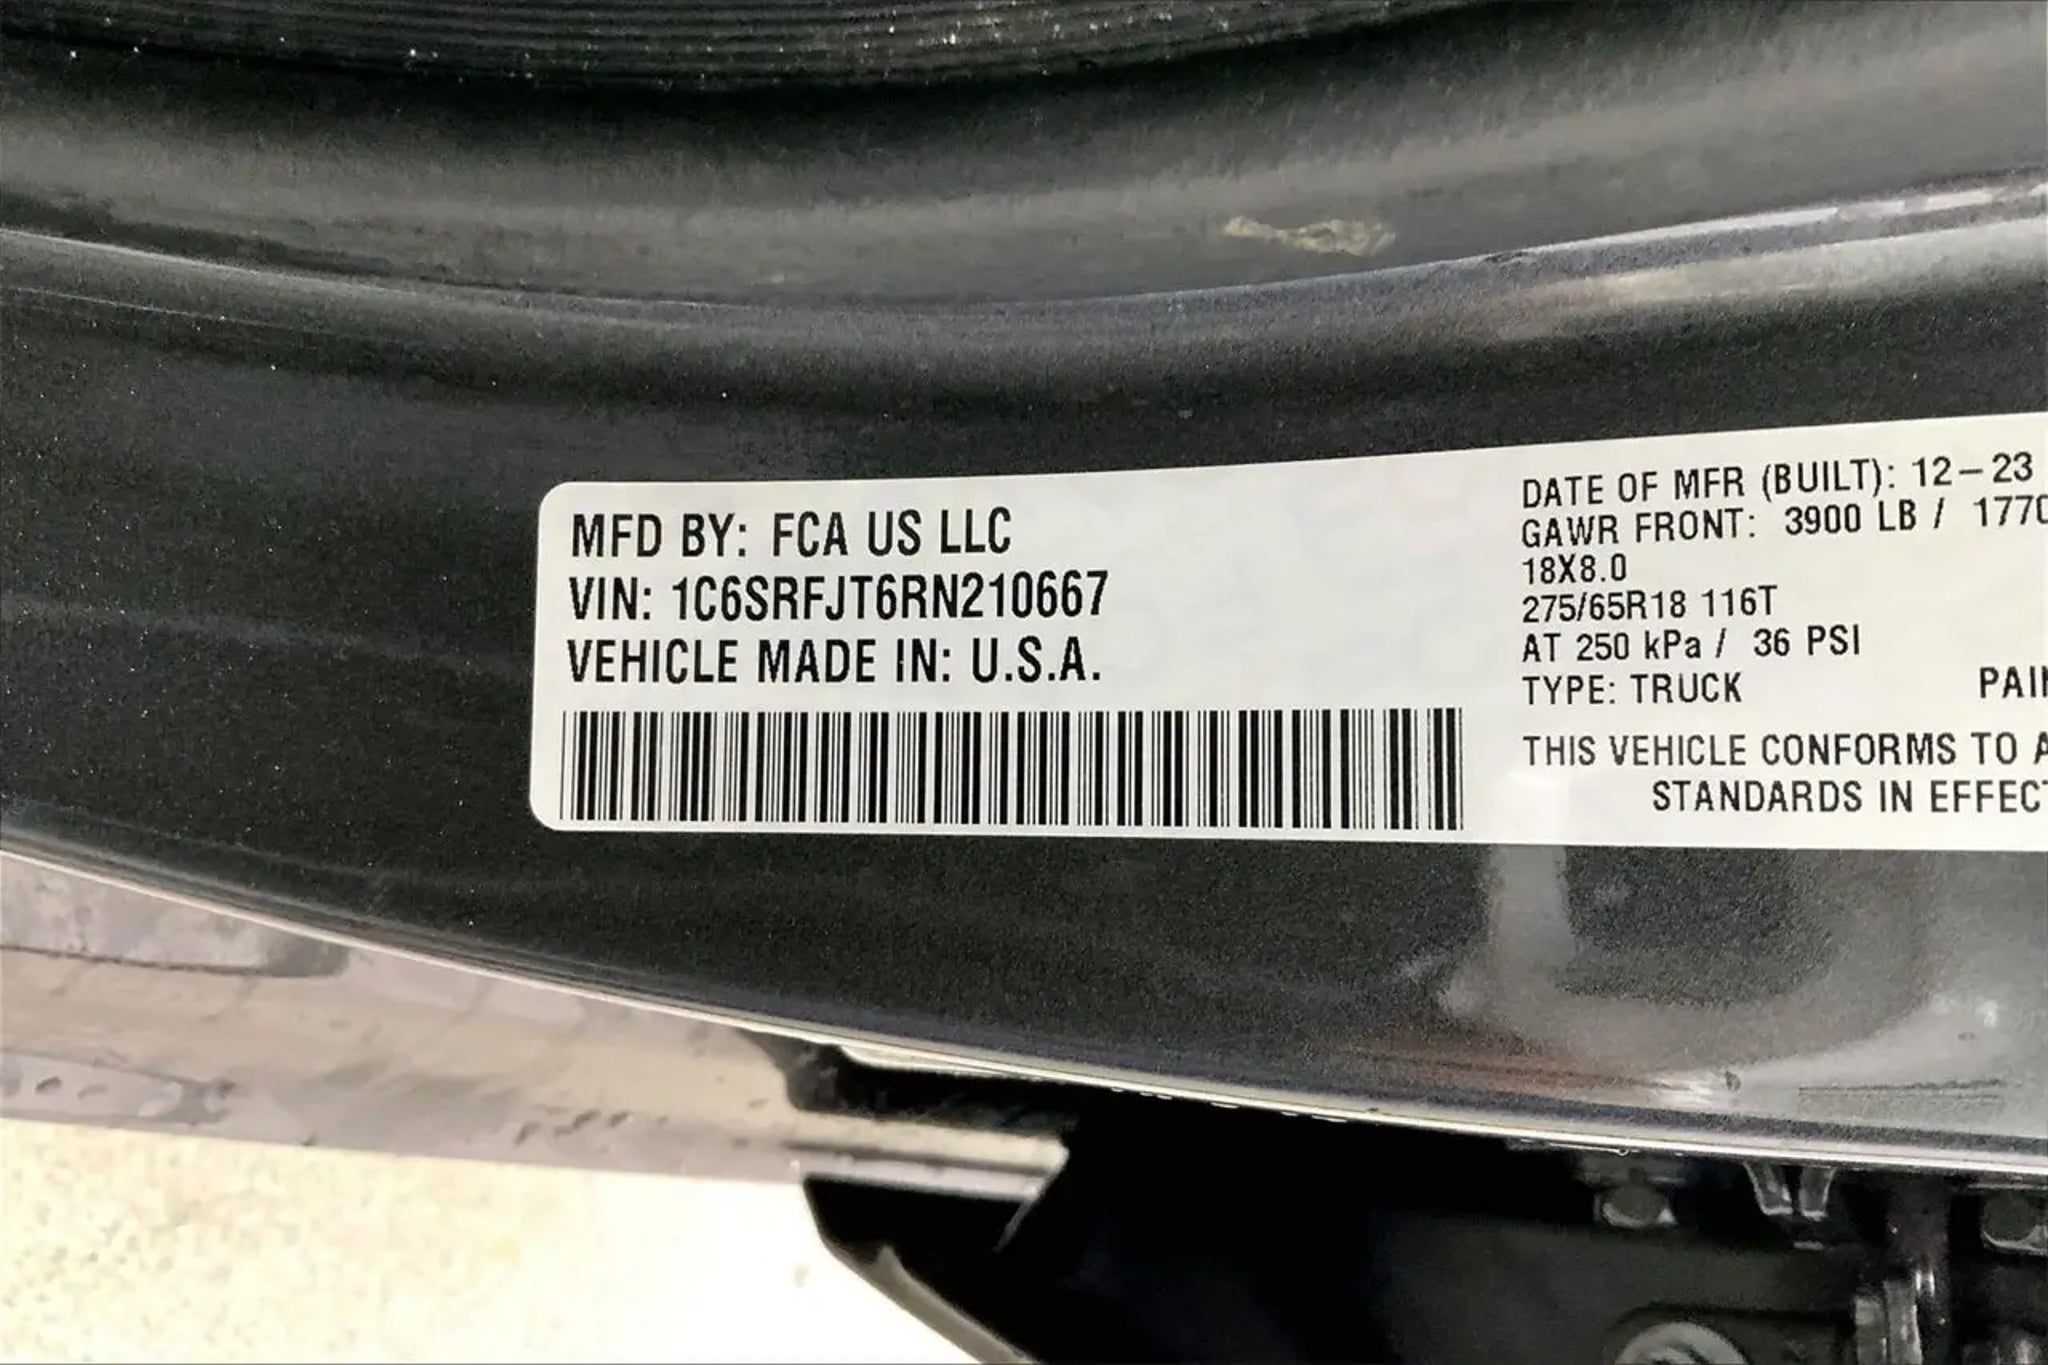 MFD BY: FCA US LLC
VIN: 1C6SRFJT6RN210667
VEHICLE MADE IN: U.S.A.
DATE OF MFR (BUILT): 12-23
GAWR FRONT: 3900 LB / 1770
18X8.0
275/65R18 116T
AT 250 kPa / 36 PSI
TYPE: TRUCK
THIS VEHICLE CONFORMS TO
STANDARDS IN